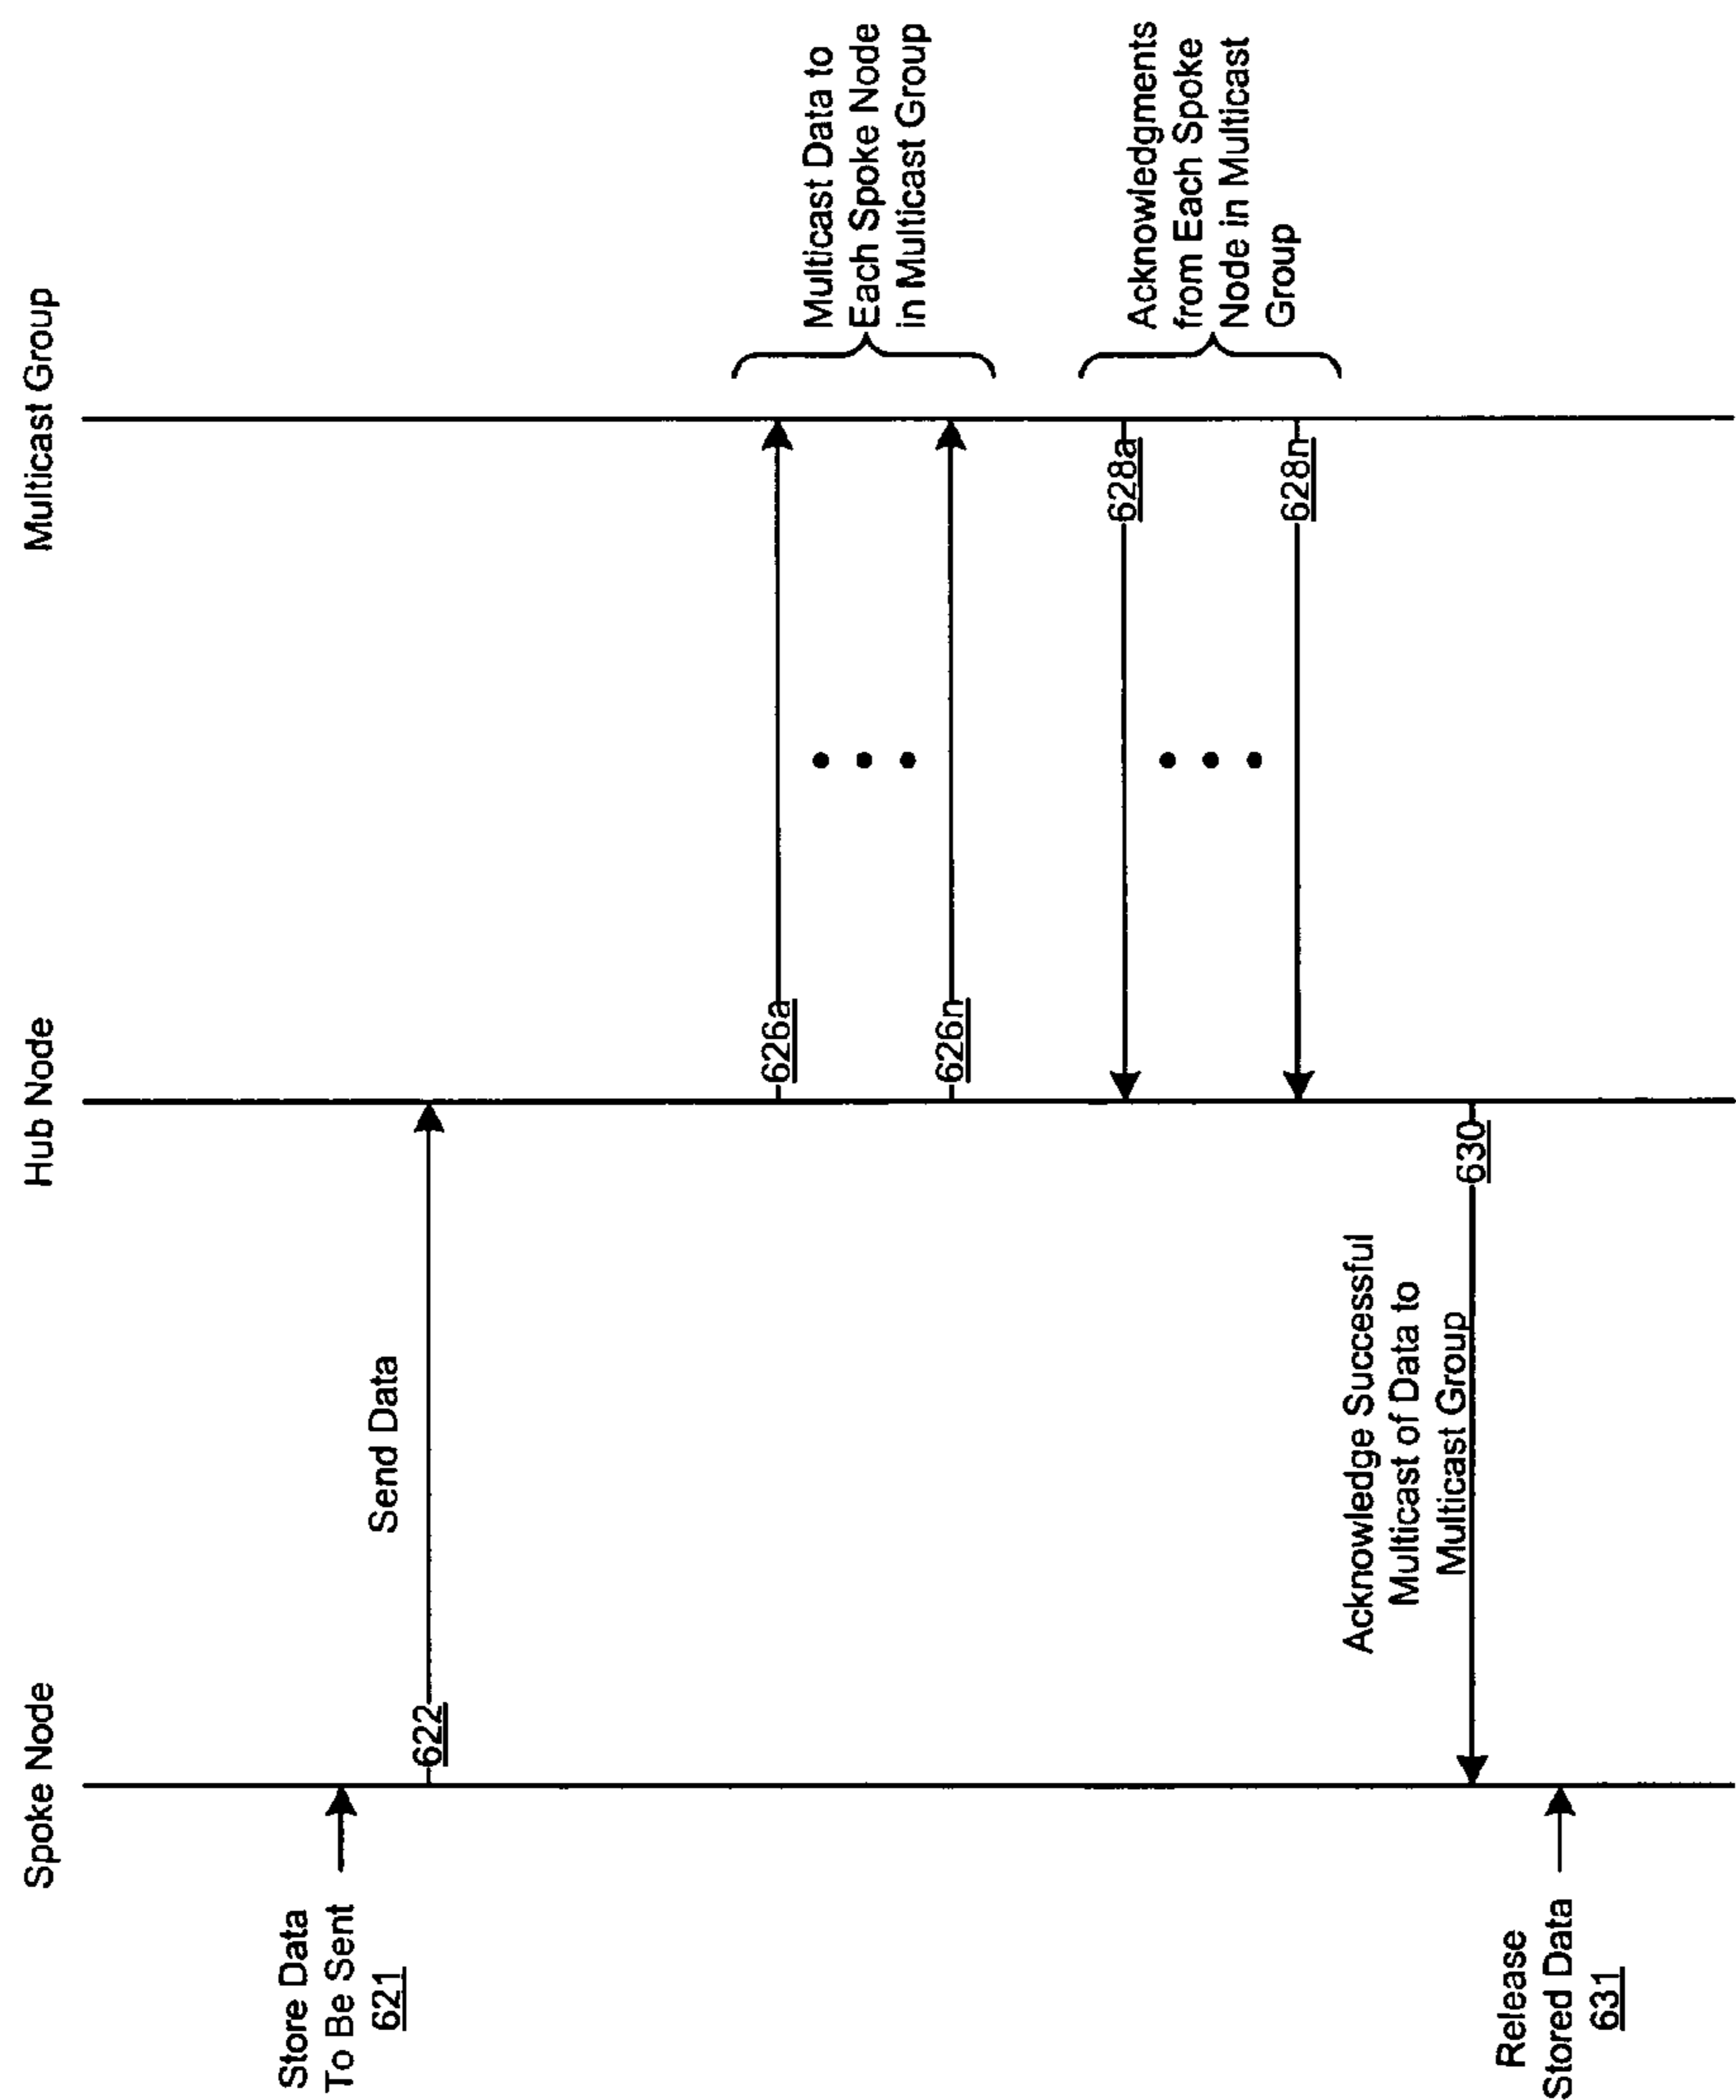 Spoke Node
Hub Node
Multicast Group
Store Data
To Be Sent
621
622
Send Data
626a
626n
Multicast Data to
Each Spoke Node
in Multicast Group
628a
628n
Acknowledgments
from Each Spoke
Node in Multicast
Group
Acknowledge Successful
Multicast of Data to
Multicast Group
630
Release
Stored Data
631